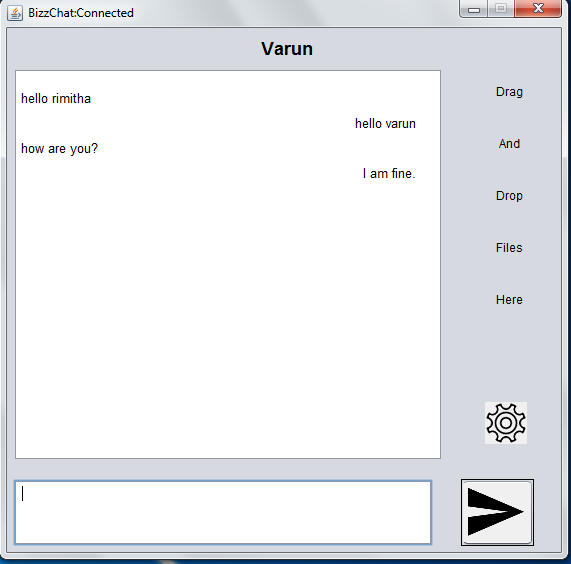 BizzChat:Connected
Varun
hello rimitha
hello varun
how are you?
I am fine.
Drag
And
Drop
Files
Here